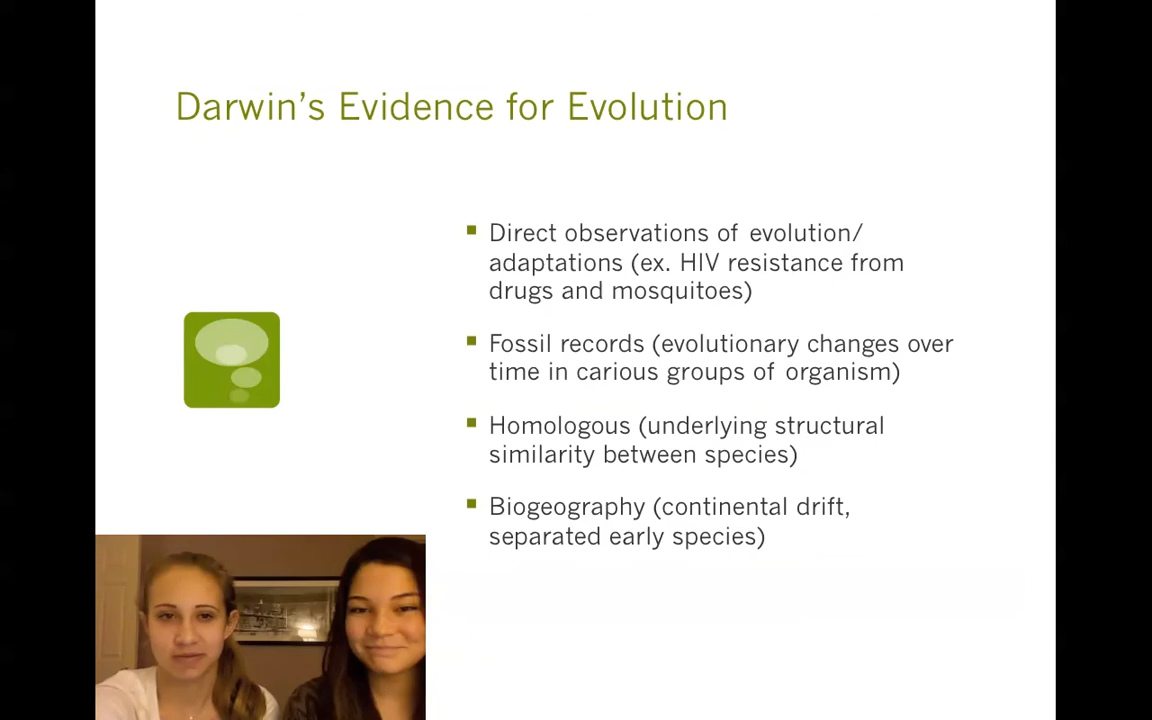 Darwin’s Evidence for Evolution
▪ Direct observations of evolution/
adaptations (ex. HIV resistance from
drugs and mosquitoes)
▪ Fossil records (evolutionary changes over
time in carious groups of organism)
▪ Homologous (underlying structural
similarity between species)
▪ Biogeography (continental drift,
separated early species)